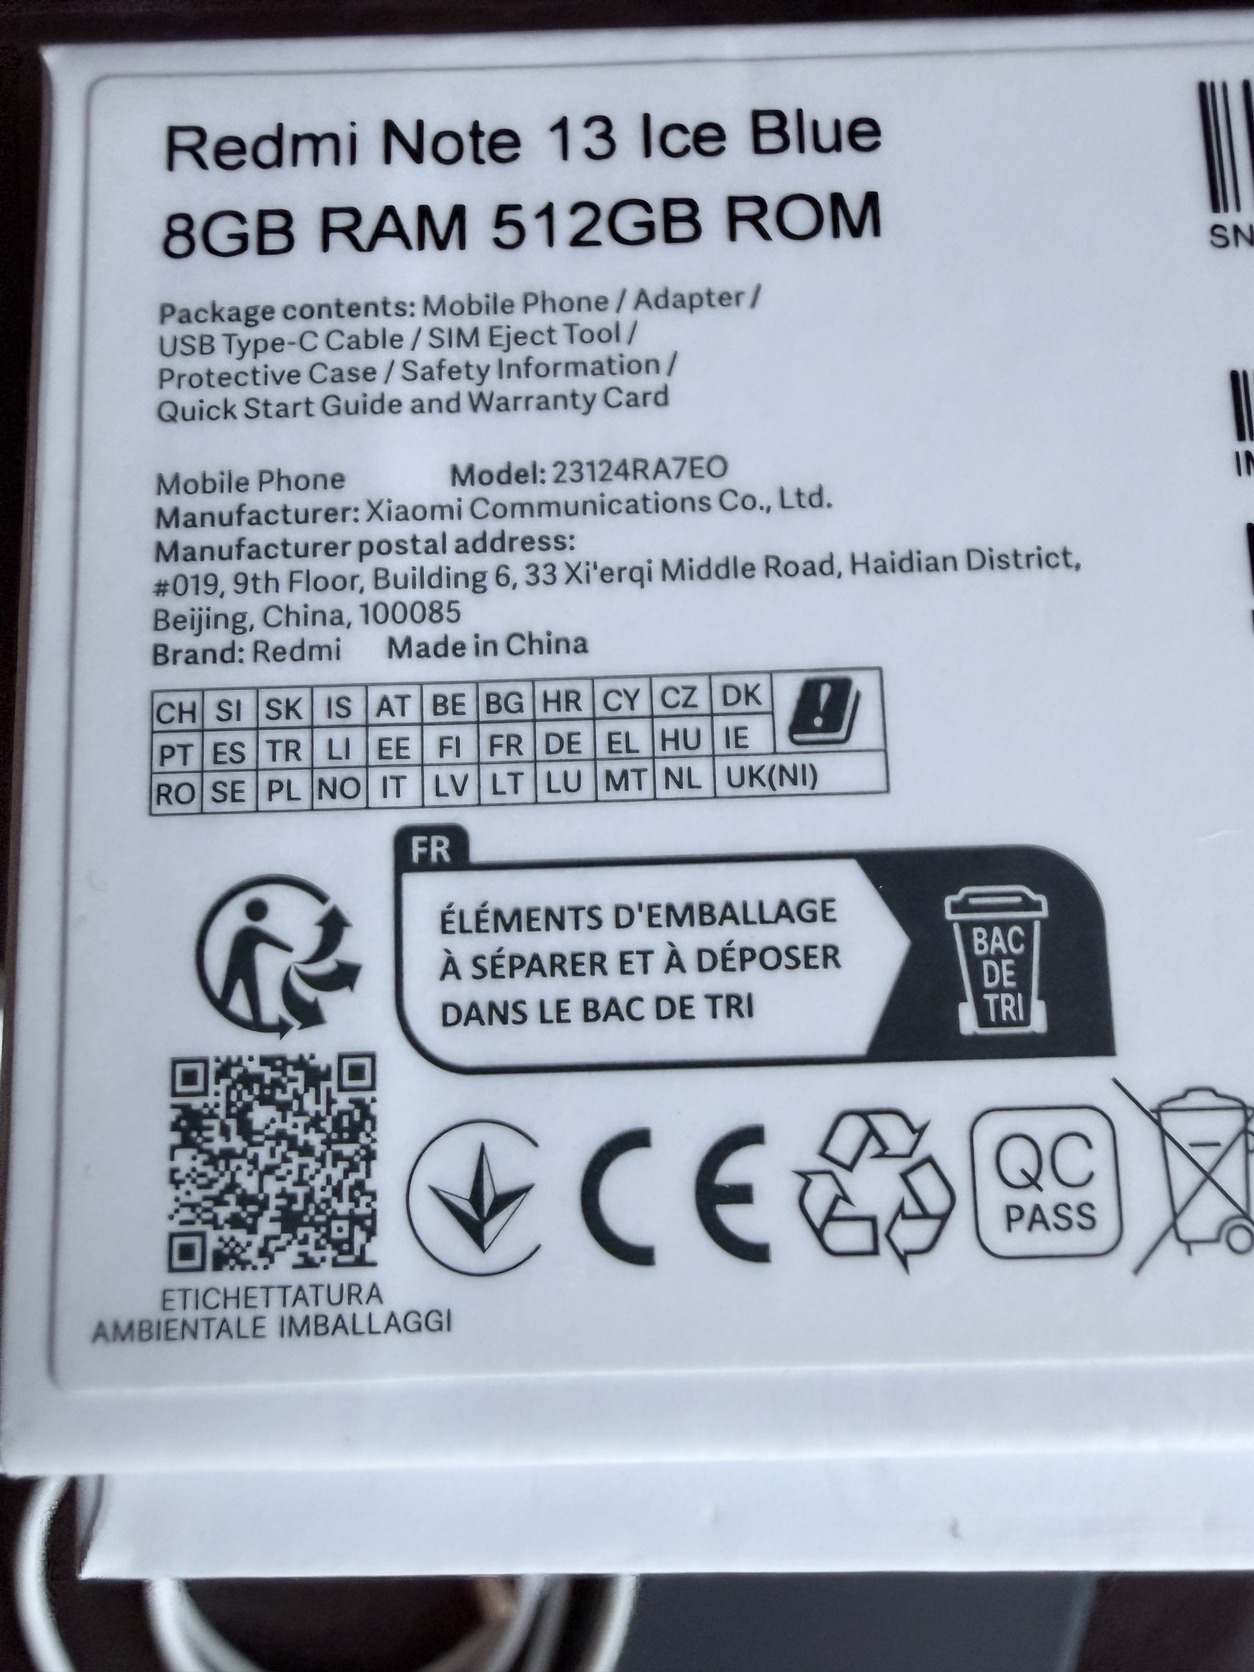 Redmi Note 13 Ice Blue
8GB RAM 512GB ROM
SN
Package contents: Mobile Phone / Adapter /
USB Type-C Cable / SIM Eject Tool /
Protective Case / Safety Information /
Quick Start Guide and Warranty Card
Mobile Phone Model: 23124RA7EO
Manufacturer: Xiaomi Communications Co., Ltd.
Manufacturer postal address:
#019, 9th Floor, Building 6, 33 Xi'erqi Middle Road, Haidian District,
Beijing, China, 100085
Brand: Redmi Made in China
CH SI SK IS AT BE BG HR CY CZ DK
PT ES TR LI EE FI FR DE EL HU IE
RO SE PL NO IT LV LT LU MT NL UK(NI)
FR
ÉLÉMENTS D'EMBALLAGE
À SÉPARER ET À DÉPOSER
DANS LE BAC DE TRI
BAC
DE
TRI
CE
QC
PASS
ETICHETTATURA
AMBIENTALE IMBALLAGGI